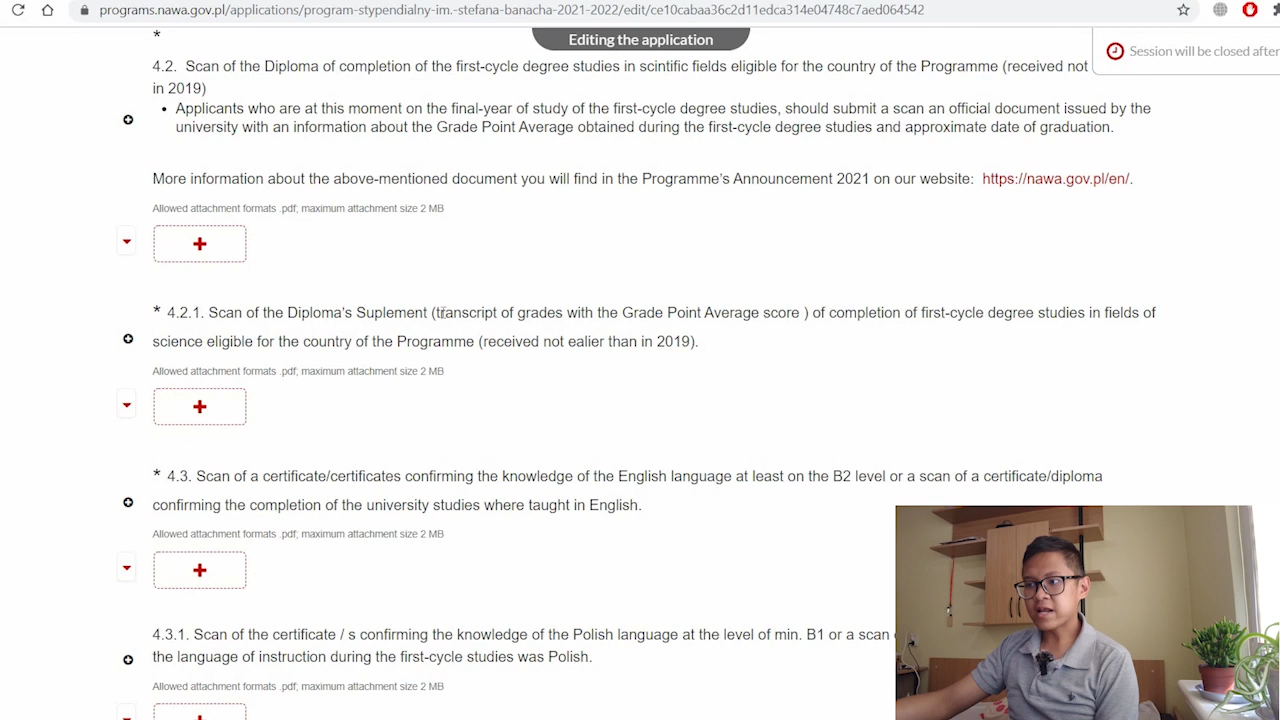 programs.nawa.gov.pl/applications/program-stypendialny-im.-stefana-banacha-2021-2022/edit/ce10cabaa36c2d11edca314e04748c7aed064542
Editing the application
Session will be closed after
*
4.2. Scan of the Diploma of completion of the first-cycle degree studies in scintific fields eligible for the country of the Programme (received not
in 2019)
• Applicants who are at this moment on the final-year of study of the first-cycle degree studies, should submit a scan an official document issued by the
university with an information about the Grade Point Average obtained during the first-cycle degree studies and approximate date of graduation.
More information about the above-mentioned document you will find in the Programme's Announcement 2021 on our website: https://nawa.gov.pl/en/.
Allowed attachment formats .pdf; maximum attachment size 2 MB
* 4.2.1. Scan of the Diploma's Suplement (transcript of grades with the Grade Point Average score ) of completion of first-cycle degree studies in fields of
science eligible for the country of the Programme (received not ealier than in 2019).
Allowed attachment formats .pdf; maximum attachment size 2 MB
* 4.3. Scan of a certificate/certificates confirming the knowledge of the English language at least on the B2 level or a scan of a certificate/diploma
confirming the completion of the university studies where taught in English.
Allowed attachment formats .pdf; maximum attachment size 2 MB
4.3.1. Scan of the certificate / s confirming the knowledge of the Polish language at the level of min. B1 or a scan
the language of instruction during the first-cycle studies was Polish.
Allowed attachment formats .pdf; maximum attachment size 2 MB